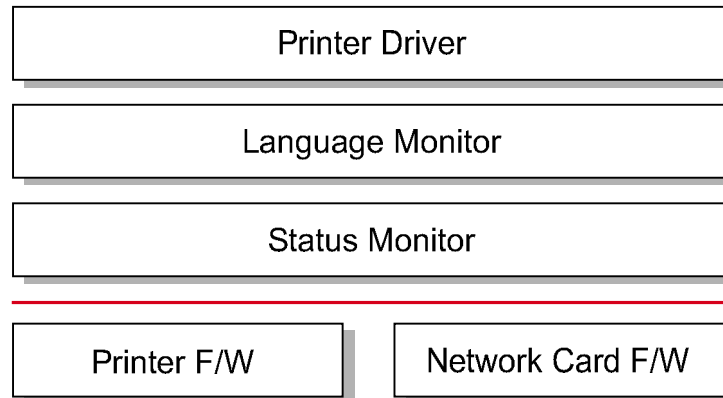 Printer Driver
Language Monitor
Status Monitor
Printer F/W
Network Card F/W